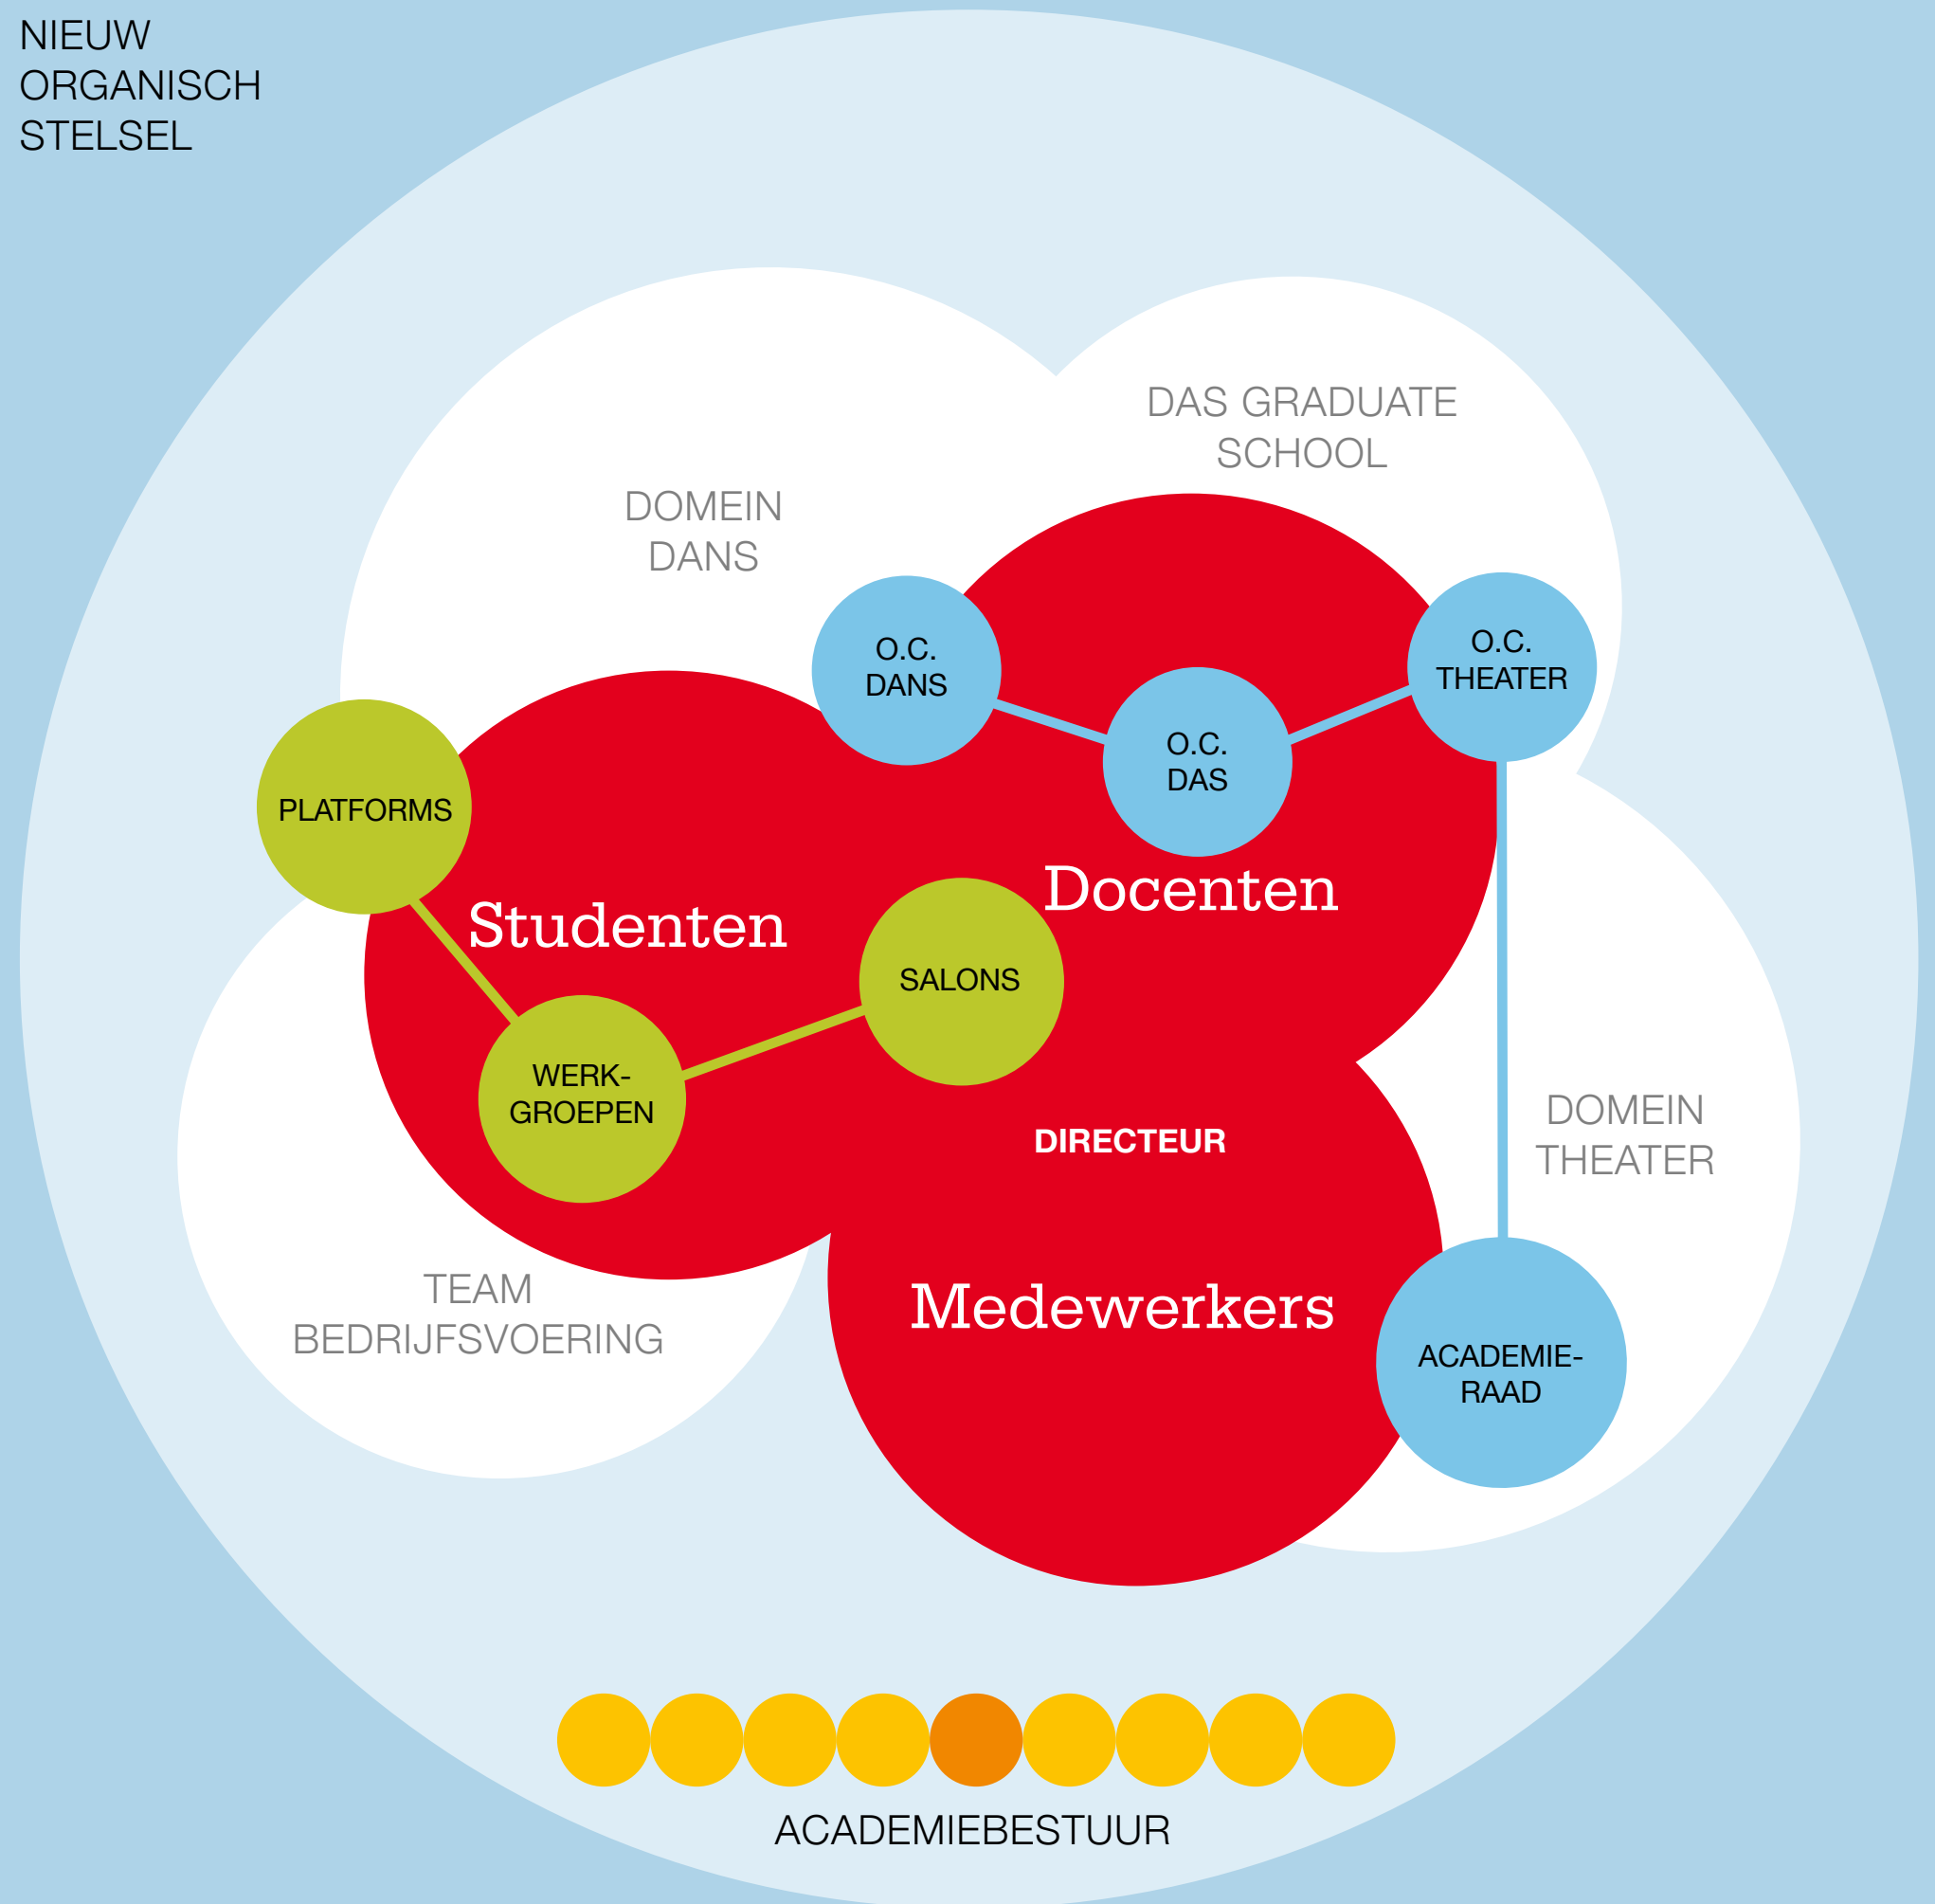 NIEUW
ORGANISCH
STELSEL
DAS GRADUATE
SCHOOL
DOMEIN
DANS
O.C.
DANS
O.C.
THEATER
O.C.
DAS
PLATFORMS
Docenten
Studenten
SALONS
WERK-
GROEPEN
DIRECTEUR
DOMEIN
THEATER
TEAM
BEDRIJFSVOERING
Medewerkers
ACADEMIE-
RAAD
ACADEMIEBESTUUR